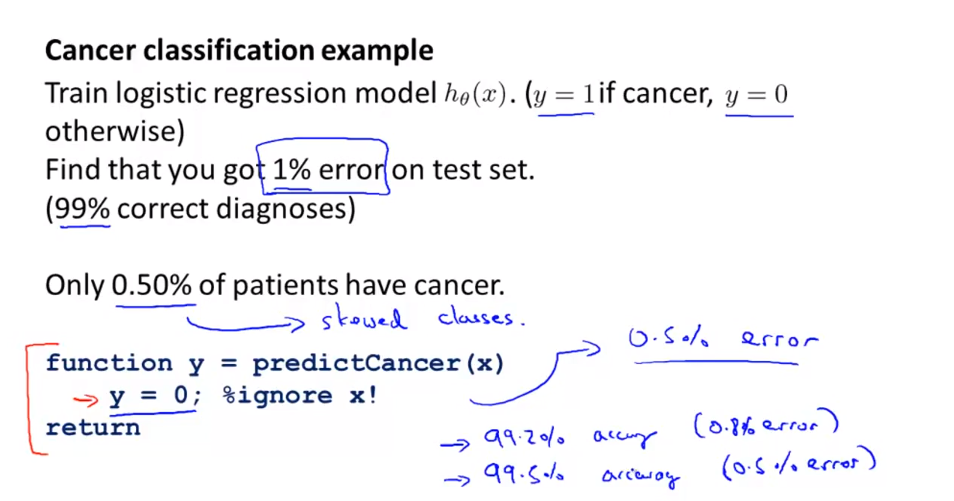 Cancer classification example
Train logistic regression model hθ(x). (y = 1 if cancer, y = 0
otherwise)
Find that you got 1% error on test set.
(99% correct diagnoses)
Only 0.50% of patients have cancer.
skewed classes.
0.5% error
function y = predictCancer(x)
y = 0; %ignore x!
return
99.2% accuracy (0.8% error)
99.5% accuracy (0.5% error)